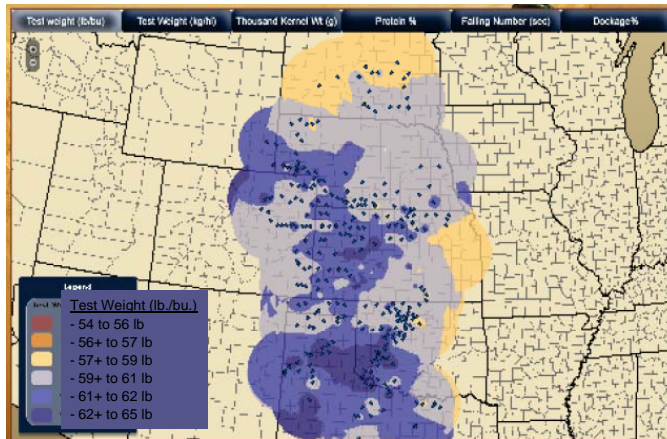 Test weight (lb/bu) Test Weight (kg/hl) Thousand Kernel Wt (g) Protein % Falling Number (sec) Dockage%
Legend
Test Weight (lb./bu.)
- 54 to 56 lb
- 56+ to 57 lb
- 57+ to 59 lb
- 59+ to 61 lb
- 61+ to 62 lb
- 62+ to 65 lb